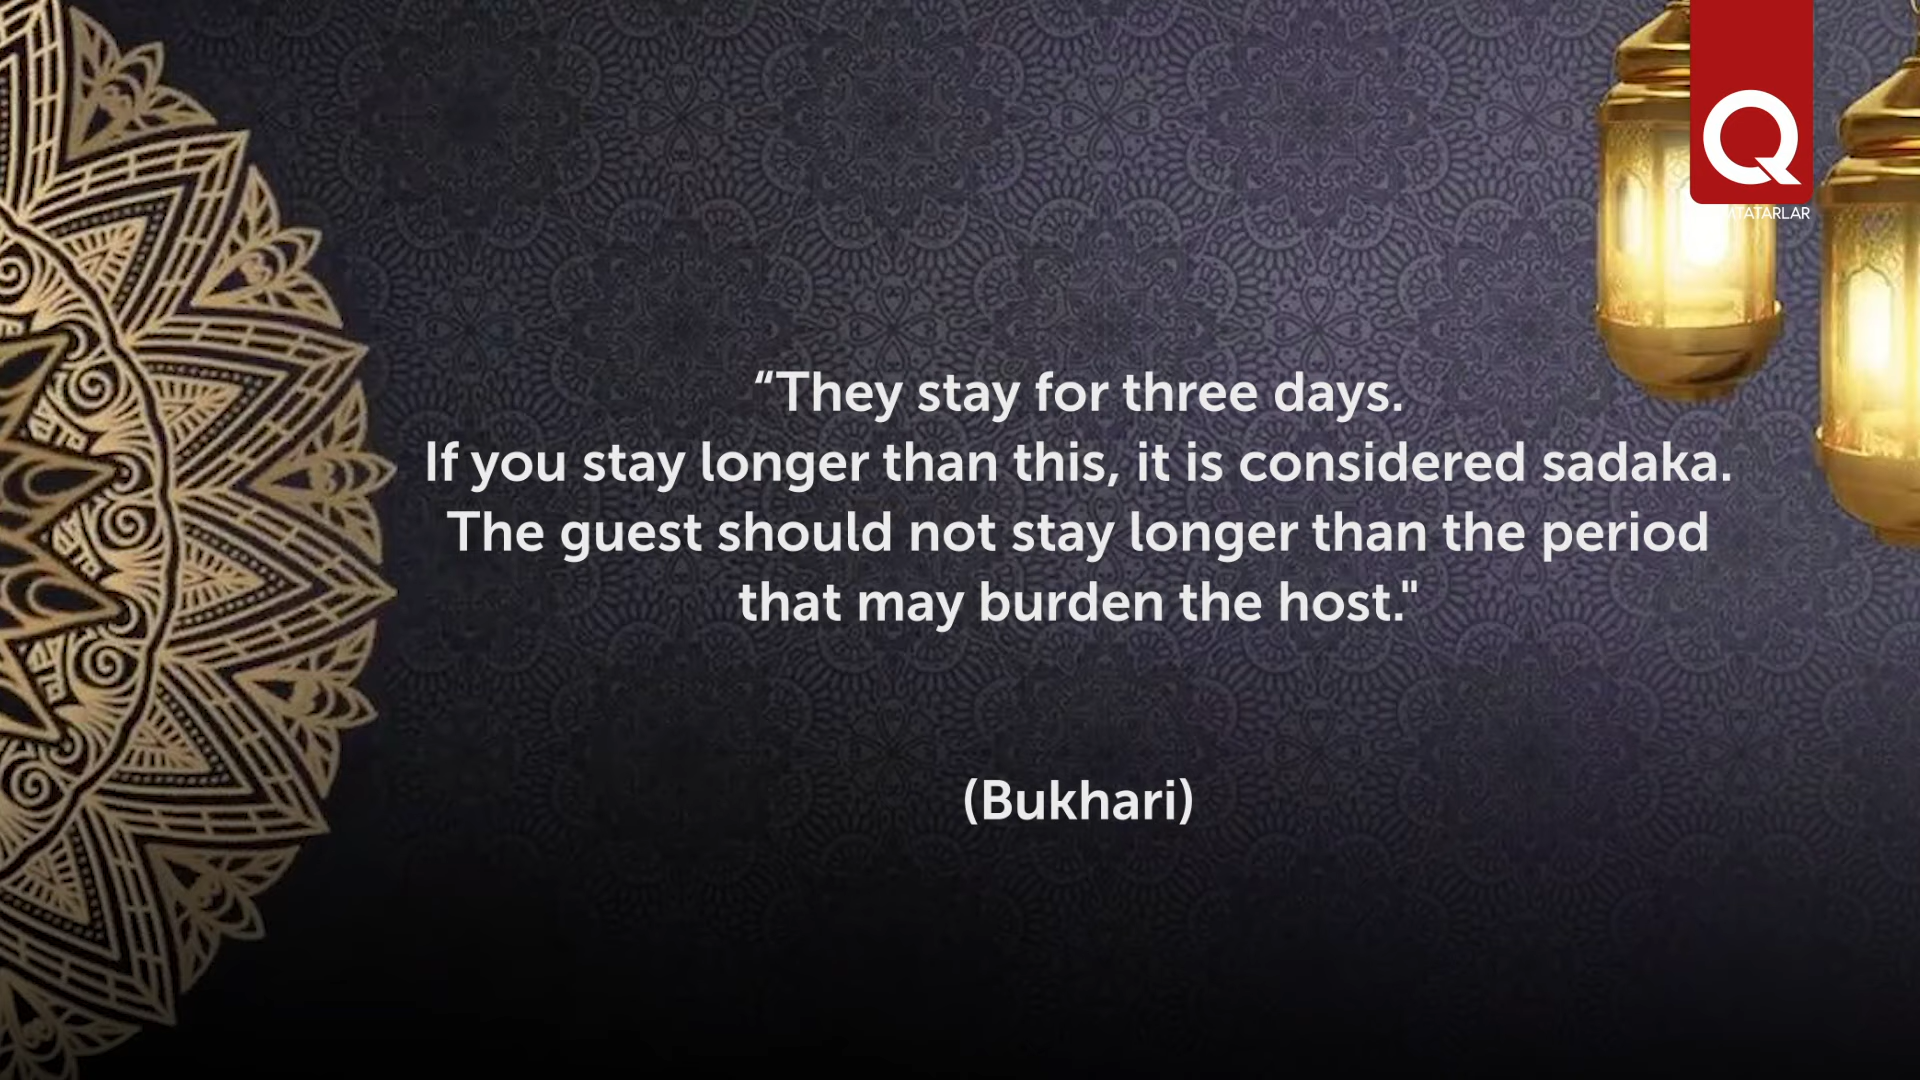 “They stay for three days.
If you stay longer than this, it is considered sadaka.
The guest should not stay longer than the period
that may burden the host."
(Bukhari)
Q